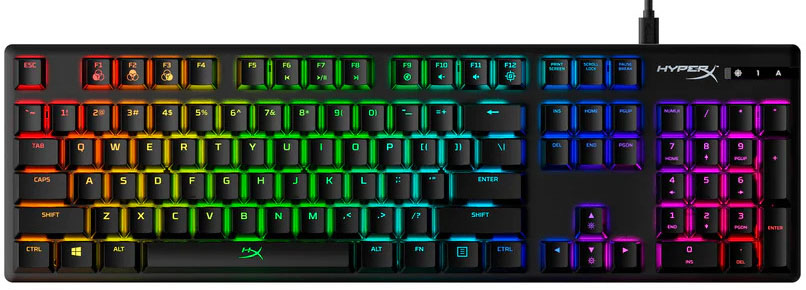 ESC F1 F2 F3 F4 F5 F6 F7 F8 F9 F10 F11 F12 PRINT SCREEN SCROLL LOCK PAUSE BREAK HYPERX 1 A
`~ 1! 2@ 3# 4$ 5% 6^ 7& 8* 9( 0) -_ =+ INS HOME PGUP NUMLK / * -
TAB Q W E R T Y U I O P [{ ]} \| DEL END PGDN 7 HOME 8 9 PGUP +
CAPS A S D F G H J K L ;: '" ENTER 4 5 6
SHIFT Z X C V B N M ,< .> /? SHIFT 1 END 2 3 PGDN ENTER
CTRL ALT HX ALT FN CTRL 0 INS . DEL